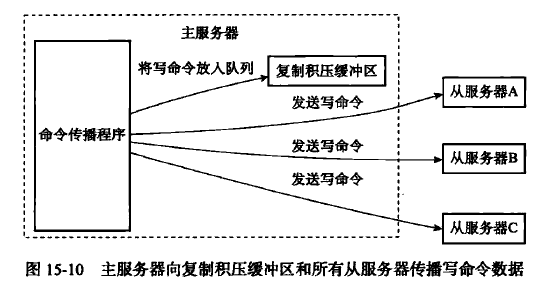 主服务器
将写命令放入队列
复制积压缓冲区
发送写命令
从服务器A
命令传播程序
发送写命令
从服务器B
发送写命令
从服务器C
图 15-10 主服务器向复制积压缓冲区和所有从服务器传播写命令数据